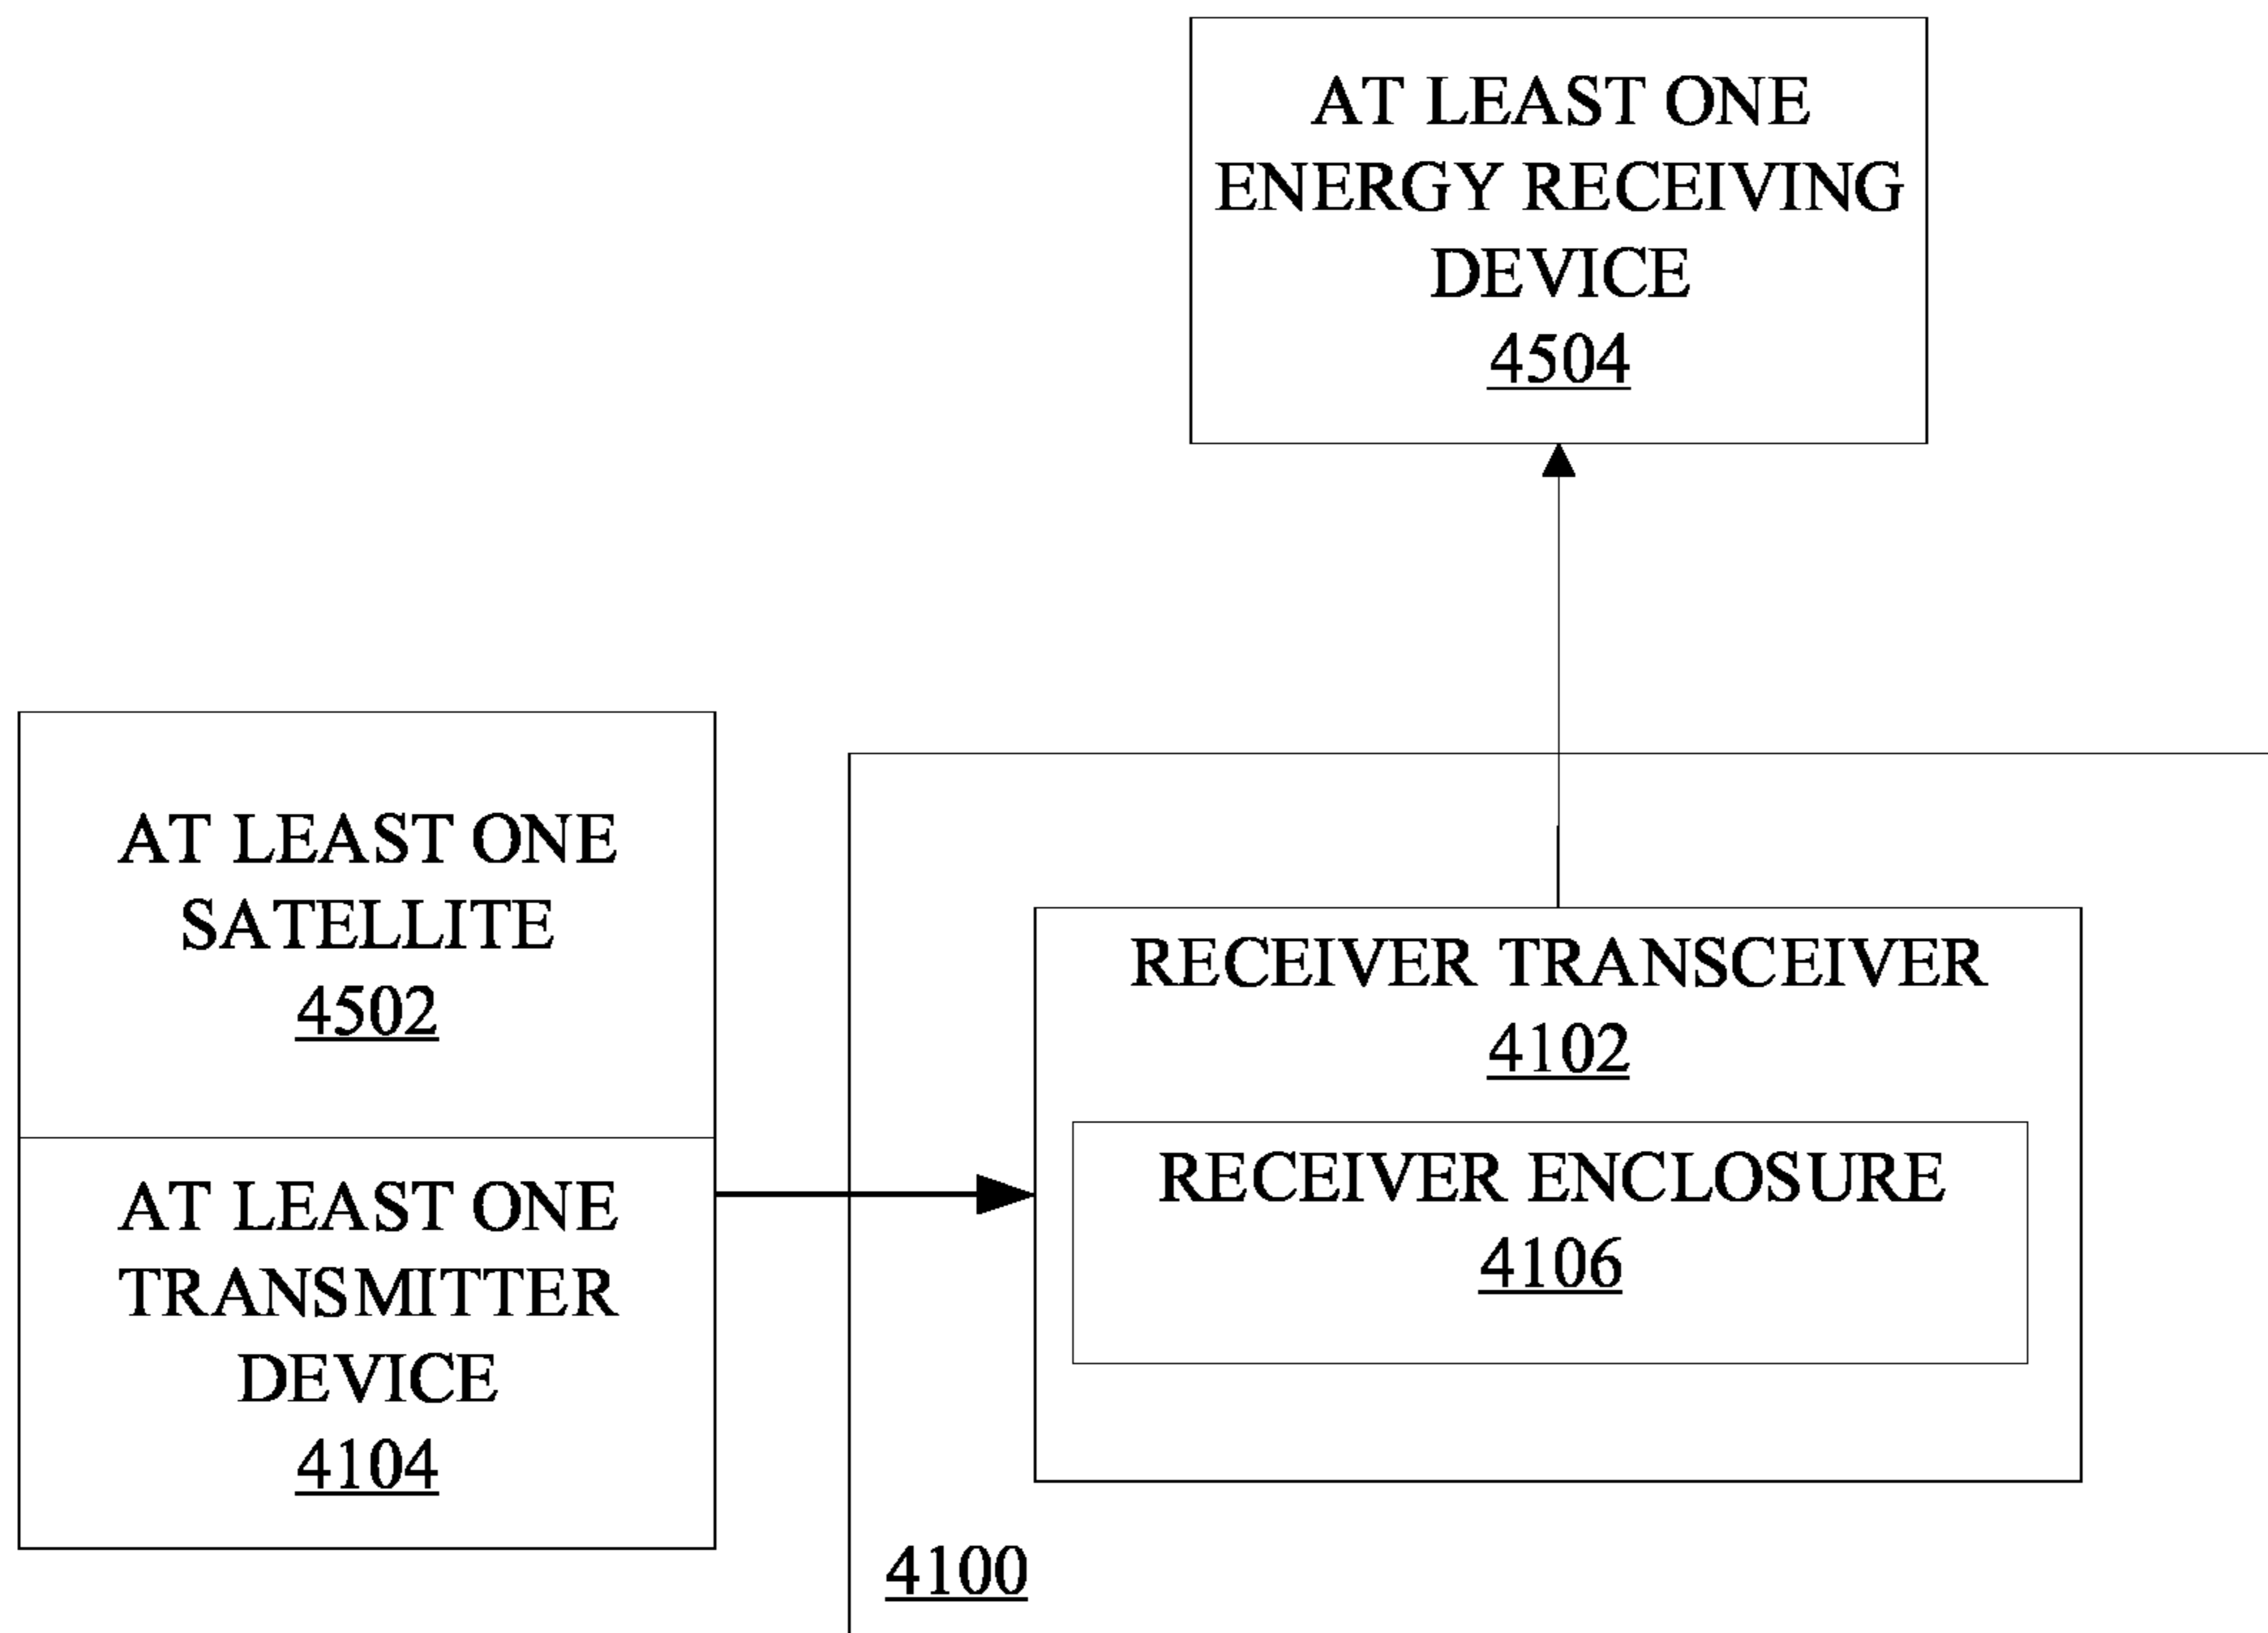 AT LEAST ONE
ENERGY RECEIVING
DEVICE
4504
AT LEAST ONE
SATELLITE
4502
AT LEAST ONE
TRANSMITTER
DEVICE
4104
RECEIVER TRANSCEIVER
4102
RECEIVER ENCLOSURE
4106
4100